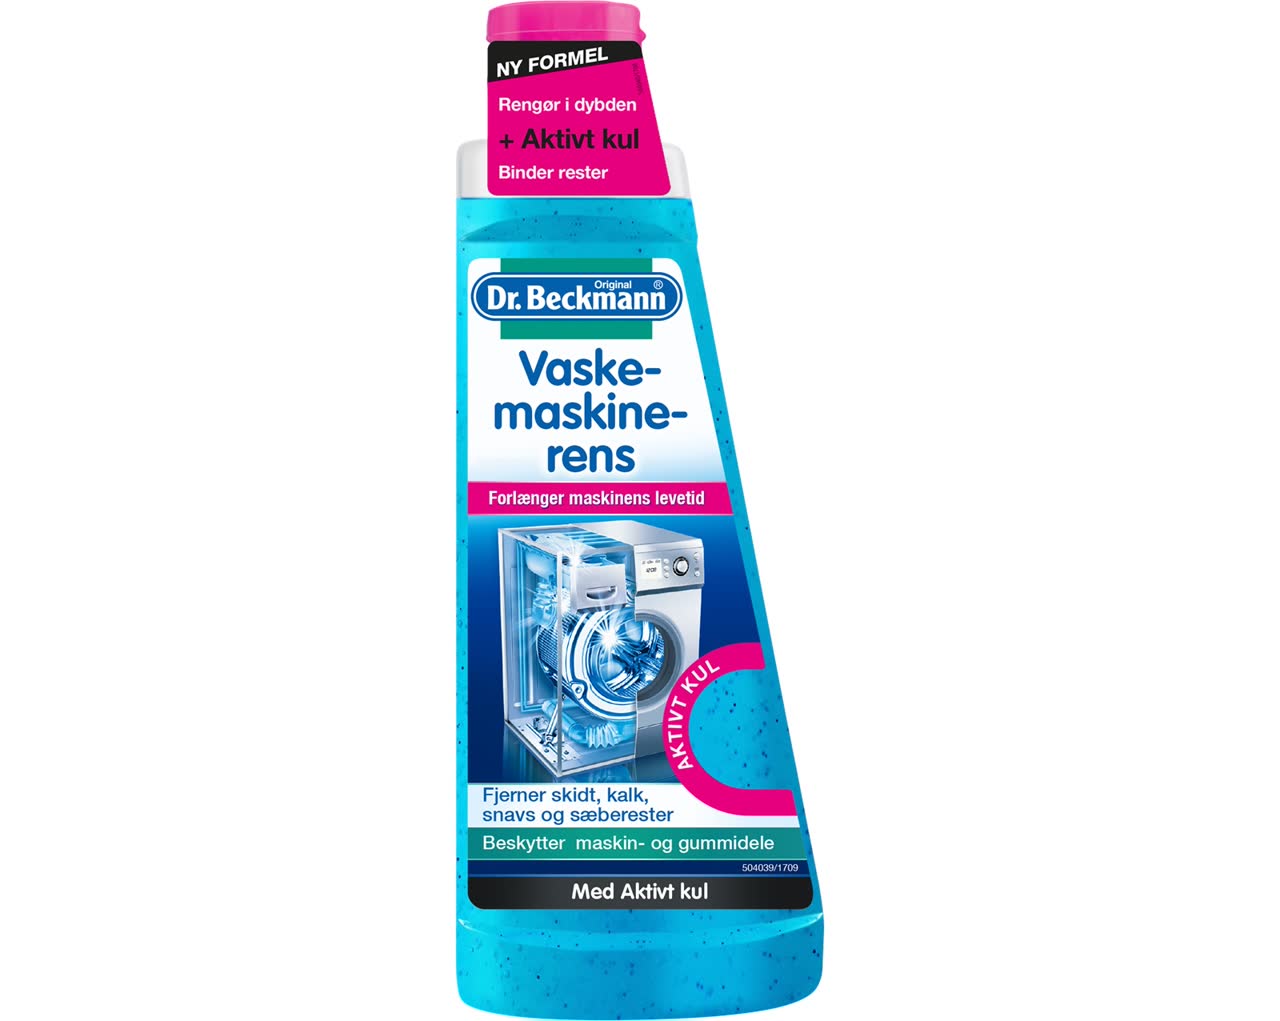 NY FORMEL
Rengør i dybden
+ Aktivt kul
Binder rester
Original
Dr. Beckmann®
Vaske-
maskine-
rens
Forlænger maskinens levetid
AKTIVT KUL
Fjerner skidt, kalk,
snavs og sæberester
Beskytter maskin- og gummidele
504039/1709
Med Aktivt kul